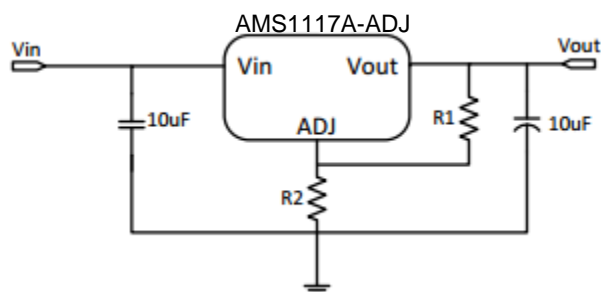 AMS1117A-ADJ
Vin
Vout
Vin
Vout
10uF
R1
10uF
ADJ
R2